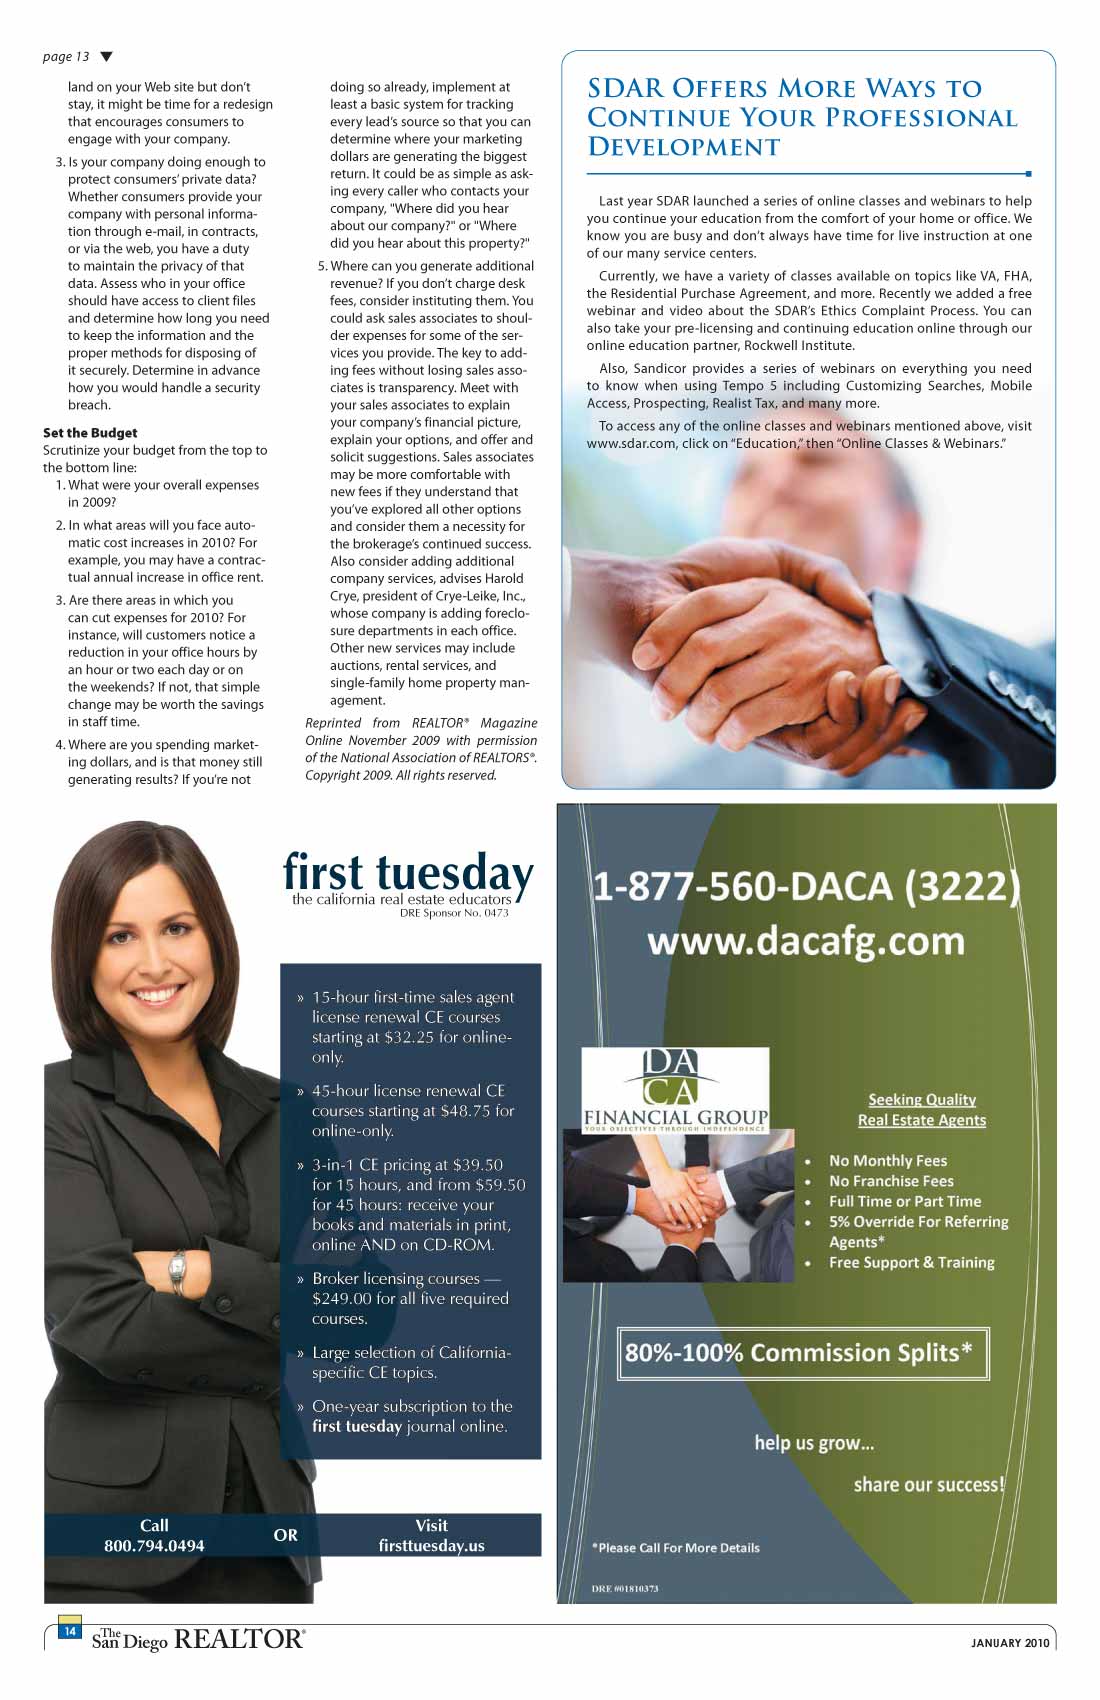 page 13 ▼
land on your Web site but don’t
stay, it might be time for a redesign
that encourages consumers to
engage with your company.
3. Is your company doing enough to
protect consumers’ private data?
Whether consumers provide your
company with personal informa-
tion through e-mail, in contracts,
or via the web, you have a duty
to maintain the privacy of that
data. Assess who in your office
should have access to client files
and determine how long you need
to keep the information and the
proper methods for disposing of
it securely. Determine in advance
how you would handle a security
breach.
Set the Budget
Scrutinize your budget from the top to
the bottom line:
1. What were your overall expenses
in 2009?
2. In what areas will you face auto-
matic cost increases in 2010? For
example, you may have a contrac-
tual annual increase in office rent.
3. Are there areas in which you
can cut expenses for 2010? For
instance, will customers notice a
reduction in your office hours by
an hour or two each day or on
the weekends? If not, that simple
change may be worth the savings
in staff time.
4. Where are you spending market-
ing dollars, and is that money still
generating results? If you’re not
doing so already, implement at
least a basic system for tracking
every lead’s source so that you can
determine where your marketing
dollars are generating the biggest
return. It could be as simple as ask-
ing every caller who contacts your
company, "Where did you hear
about our company?" or "Where
did you hear about this property?"
5. Where can you generate additional
revenue? If you don’t charge desk
fees, consider instituting them. You
could ask sales associates to shoul-
der expenses for some of the ser-
vices you provide. The key to add-
ing fees without losing sales asso-
ciates is transparency. Meet with
your sales associates to explain
your company’s financial picture,
explain your options, and offer and
solicit suggestions. Sales associates
may be more comfortable with
new fees if they understand that
you’ve explored all other options
and consider them a necessity for
the brokerage’s continued success.
Also consider adding additional
company services, advises Harold
Crye, president of Crye-Leike, Inc.,
whose company is adding foreclo-
sure departments in each office.
Other new services may include
auctions, rental services, and
single-family home property man-
agement.
Reprinted from REALTOR® Magazine
Online November 2009 with permission
of the National Association of REALTORS®.
Copyright 2009. All rights reserved.
SDAR Offers More Ways to
Continue Your Professional
Development
Last year SDAR launched a series of online classes and webinars to help
you continue your education from the comfort of your home or office. We
know you are busy and don’t always have time for live instruction at one
of our many service centers.
Currently, we have a variety of classes available on topics like VA, FHA,
the Residential Purchase Agreement, and more. Recently we added a free
webinar and video about the SDAR’s Ethics Complaint Process. You can
also take your pre-licensing and continuing education online through our
online education partner, Rockwell Institute.
Also, Sandicor provides a series of webinars on everything you need
to know when using Tempo 5 including Customizing Searches, Mobile
Access, Prospecting, Realist Tax, and many more.
To access any of the online classes and webinars mentioned above, visit
www.sdar.com, click on “Education,” then “Online Classes & Webinars.”
first tuesday
the california real estate educators
DRE Sponsor No. 0473
» 15-hour first-time sales agent
license renewal CE courses
starting at $32.25 for online-
only.
» 45-hour license renewal CE
courses starting at $48.75 for
online-only.
» 3-in-1 CE pricing at $39.50
for 15 hours, and from $59.50
for 45 hours: receive your
books and materials in print,
online AND on CD-ROM.
» Broker licensing courses —
$249.00 for all five required
courses.
» Large selection of California-
specific CE topics.
» One-year subscription to the
first tuesday journal online.
Call
800.794.0494
OR
Visit
firsttuesday.us
1-877-560-DACA (3222)
www.dacafg.com
DA
CA
FINANCIAL GROUP
YOUR OBJECTIVES THROUGH INDEPENDENCE
Seeking Quality
Real Estate Agents
• No Monthly Fees
• No Franchise Fees
• Full Time or Part Time
• 5% Override For Referring
Agents*
• Free Support & Training
80%-100% Commission Splits*
help us grow...
share our success!
*Please Call For More Details
DRE #01810373
14
The
San Diego REALTOR®
JANUARY 2010